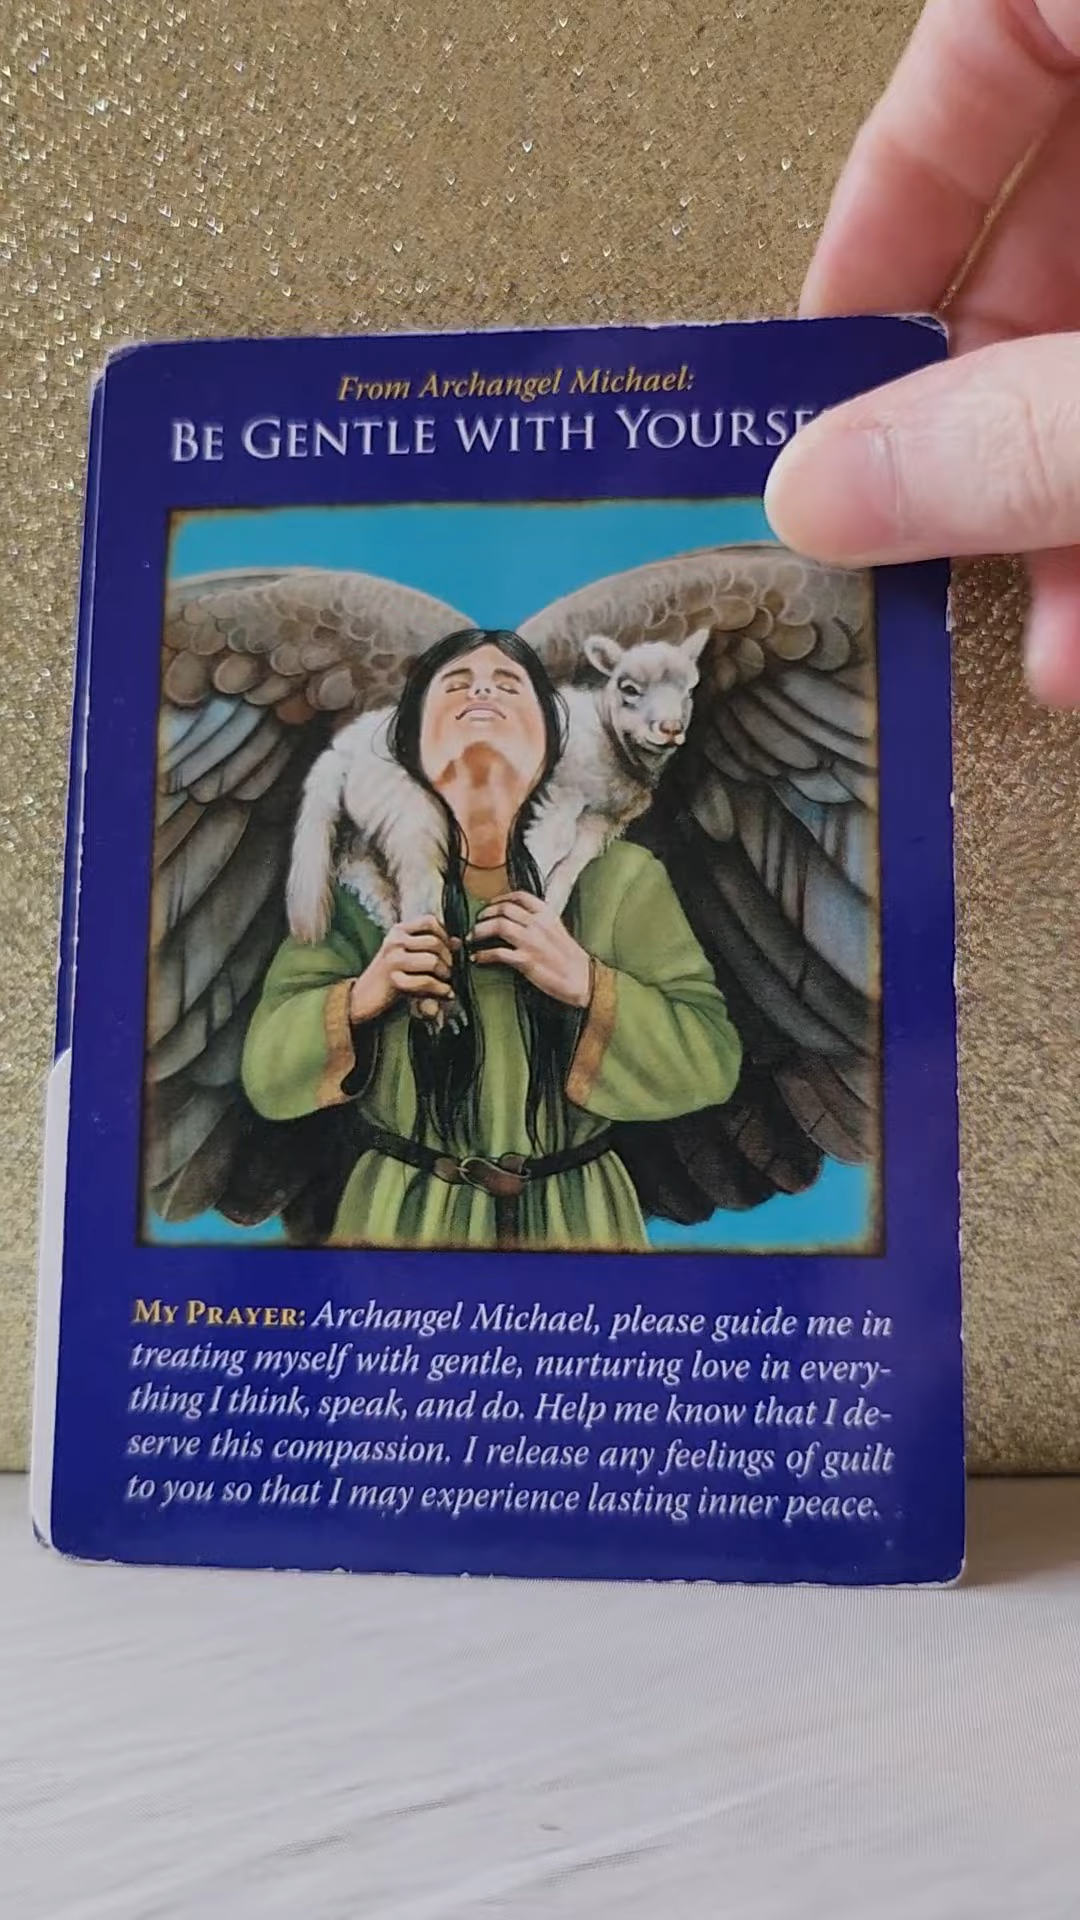 From Archangel Michael:
BE GENTLE WITH
MY PRAYER: Archangel Michael, please guide me in
treating myself with gentle, nurturing love in every-
thing I think, speak, and do. Help me know that I de-
serve this compassion. I release any feelings of guilt
to you so that I may experience lasting inner peace.